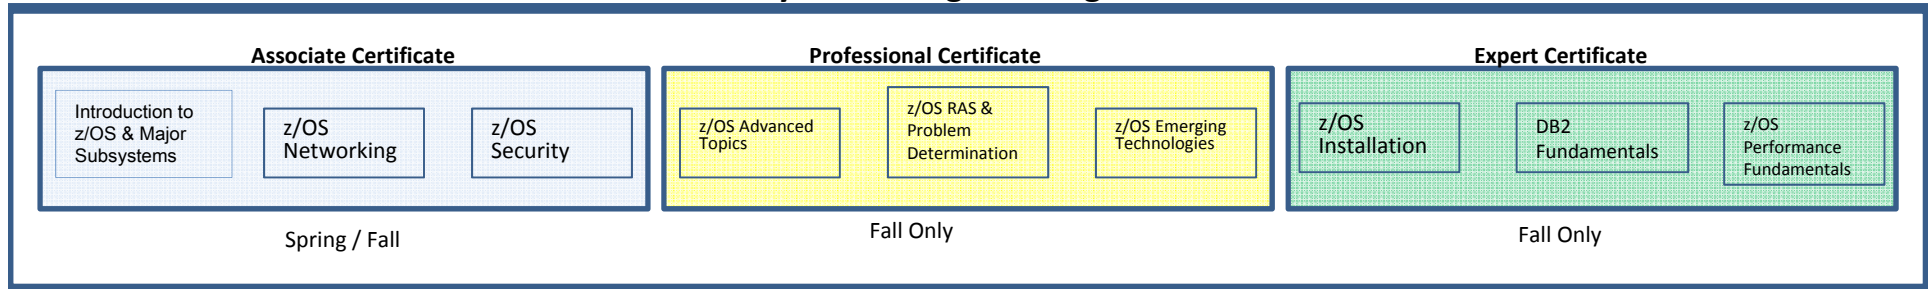 Associate Certificate
Introduction to
z/OS & Major
Subsystems
z/OS
Networking
z/OS
Security
Spring / Fall
Professional Certificate
z/OS Advanced
Topics
z/OS RAS &
Problem
Determination
z/OS Emerging
Technologies
Fall Only
Expert Certificate
z/OS
Installation
DB2
Fundamentals
z/OS
Performance
Fundamentals
Fall Only